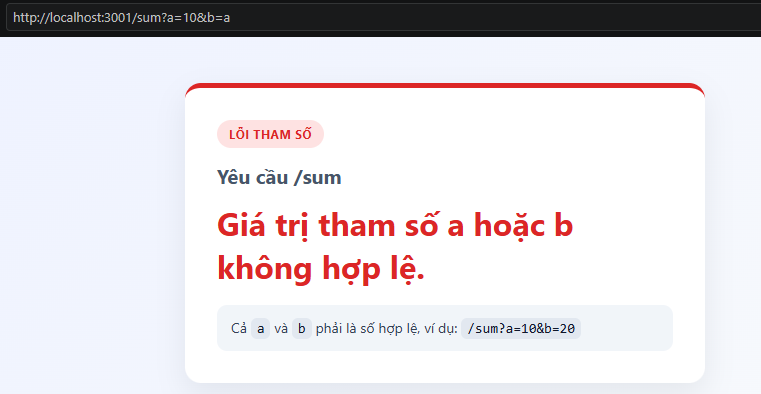 http://localhost:3001/sum?a=10&b=a
LỖI THAM SỐ
Yêu cầu /sum
Giá trị tham số a hoặc b
không hợp lệ.
Cả a và b phải là số hợp lệ, ví dụ: /sum?a=10&b=20